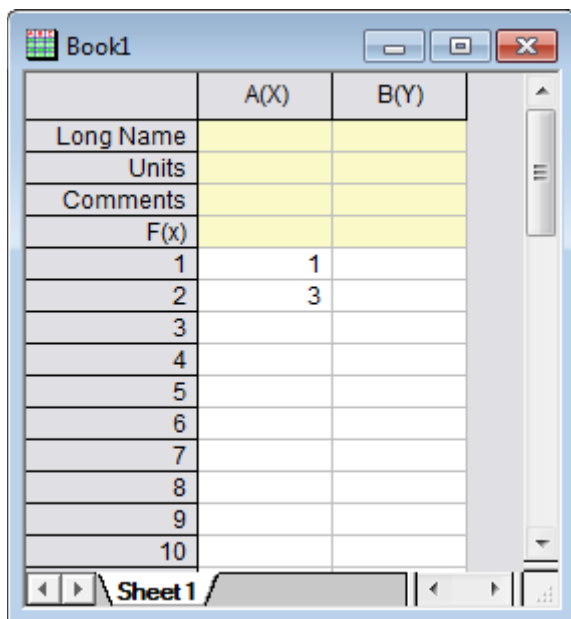 Book1
A(X) B(Y)
Long Name
Units
Comments
F(x)
1 1
2 3
3
4
5
6
7
8
9
10
Sheet1